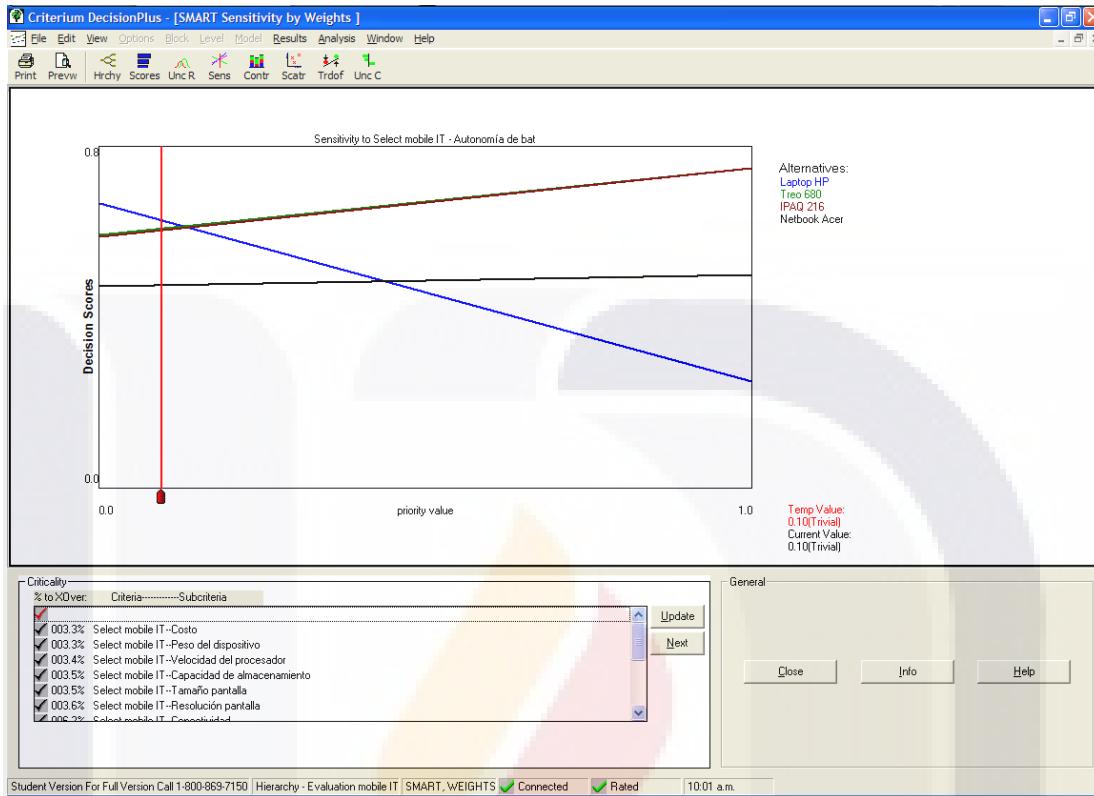 Criterium DecisionPlus - [SMART Sensitivity by Weights ]
File Edit View Options Block Level Model Results Analysis Window Help
Print Prevw Hrchy Scores Unc R Sens Contr Scatr Trdof Unc C
Sensitivity to Select mobile IT - Autonomía de bat
0.8
Decision Scores
0.0
0.0 priority value 1.0
Alternatives:
Laptop HP
Treo 680
IPAQ 216
Netbook Acer
Temp Value:
0.10(Trivial)
Current Value:
0.10(Trivial)
Criticality
% to XOver: Criteria------------Subcriteria
003.3% Select mobile IT--Costo
003.3% Select mobile IT--Peso del dispositivo
003.4% Select mobile IT--Velocidad del procesador
003.5% Select mobile IT--Capacidad de almacenamiento
003.5% Select mobile IT--Tamaño pantalla
003.6% Select mobile IT--Resolución pantalla
006.2% Select mobile IT--Conectividad
Update
Next
General
Close Info Help
Student Version For Full Version Call 1-800-869-7150 Hierarchy - Evaluation mobile IT SMART, WEIGHTS Connected Rated 10:01 a.m.